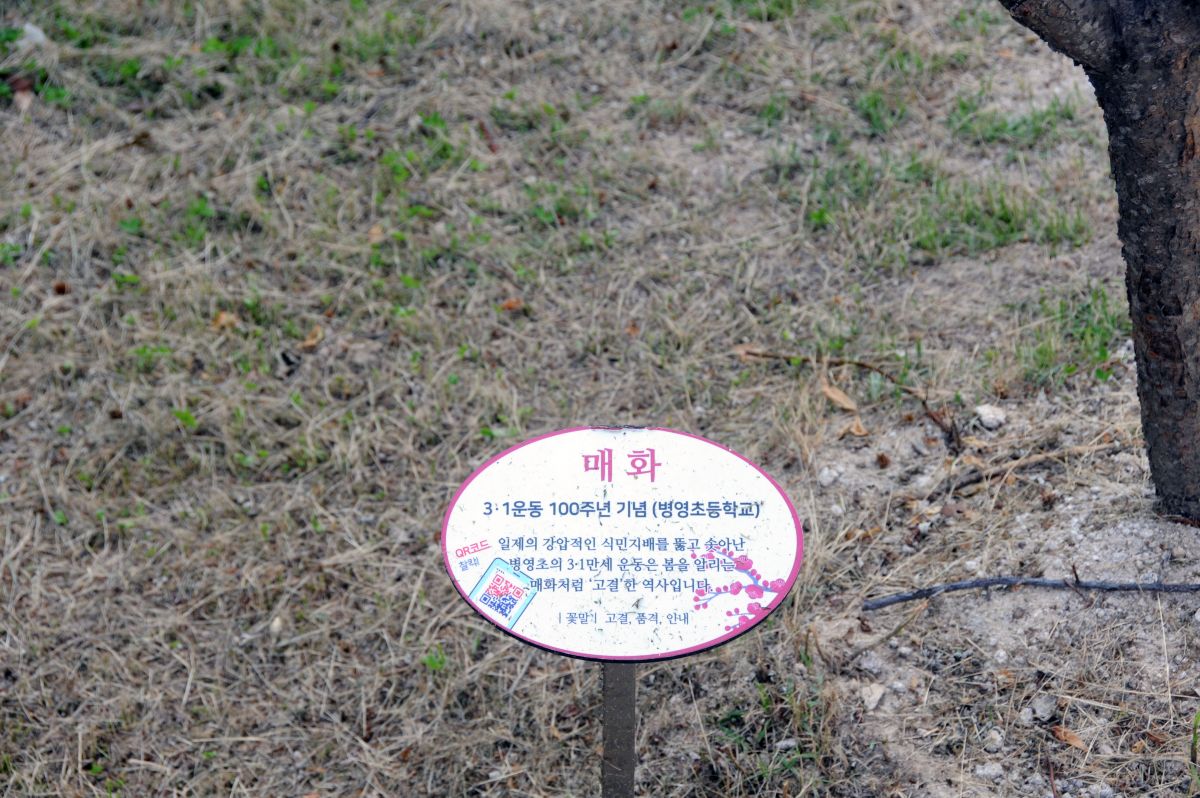 매화
3·1운동 100주년 기념 (병영초등학교)
일제의 강압적인 식민지배를 뚫고 솟아난
병영초의 3·1만세 운동은 봄을 알리는
매화처럼 '고결'한 역사입니다.
QR코드
찰칵!
| 꽃말 | 고결, 품격, 인내